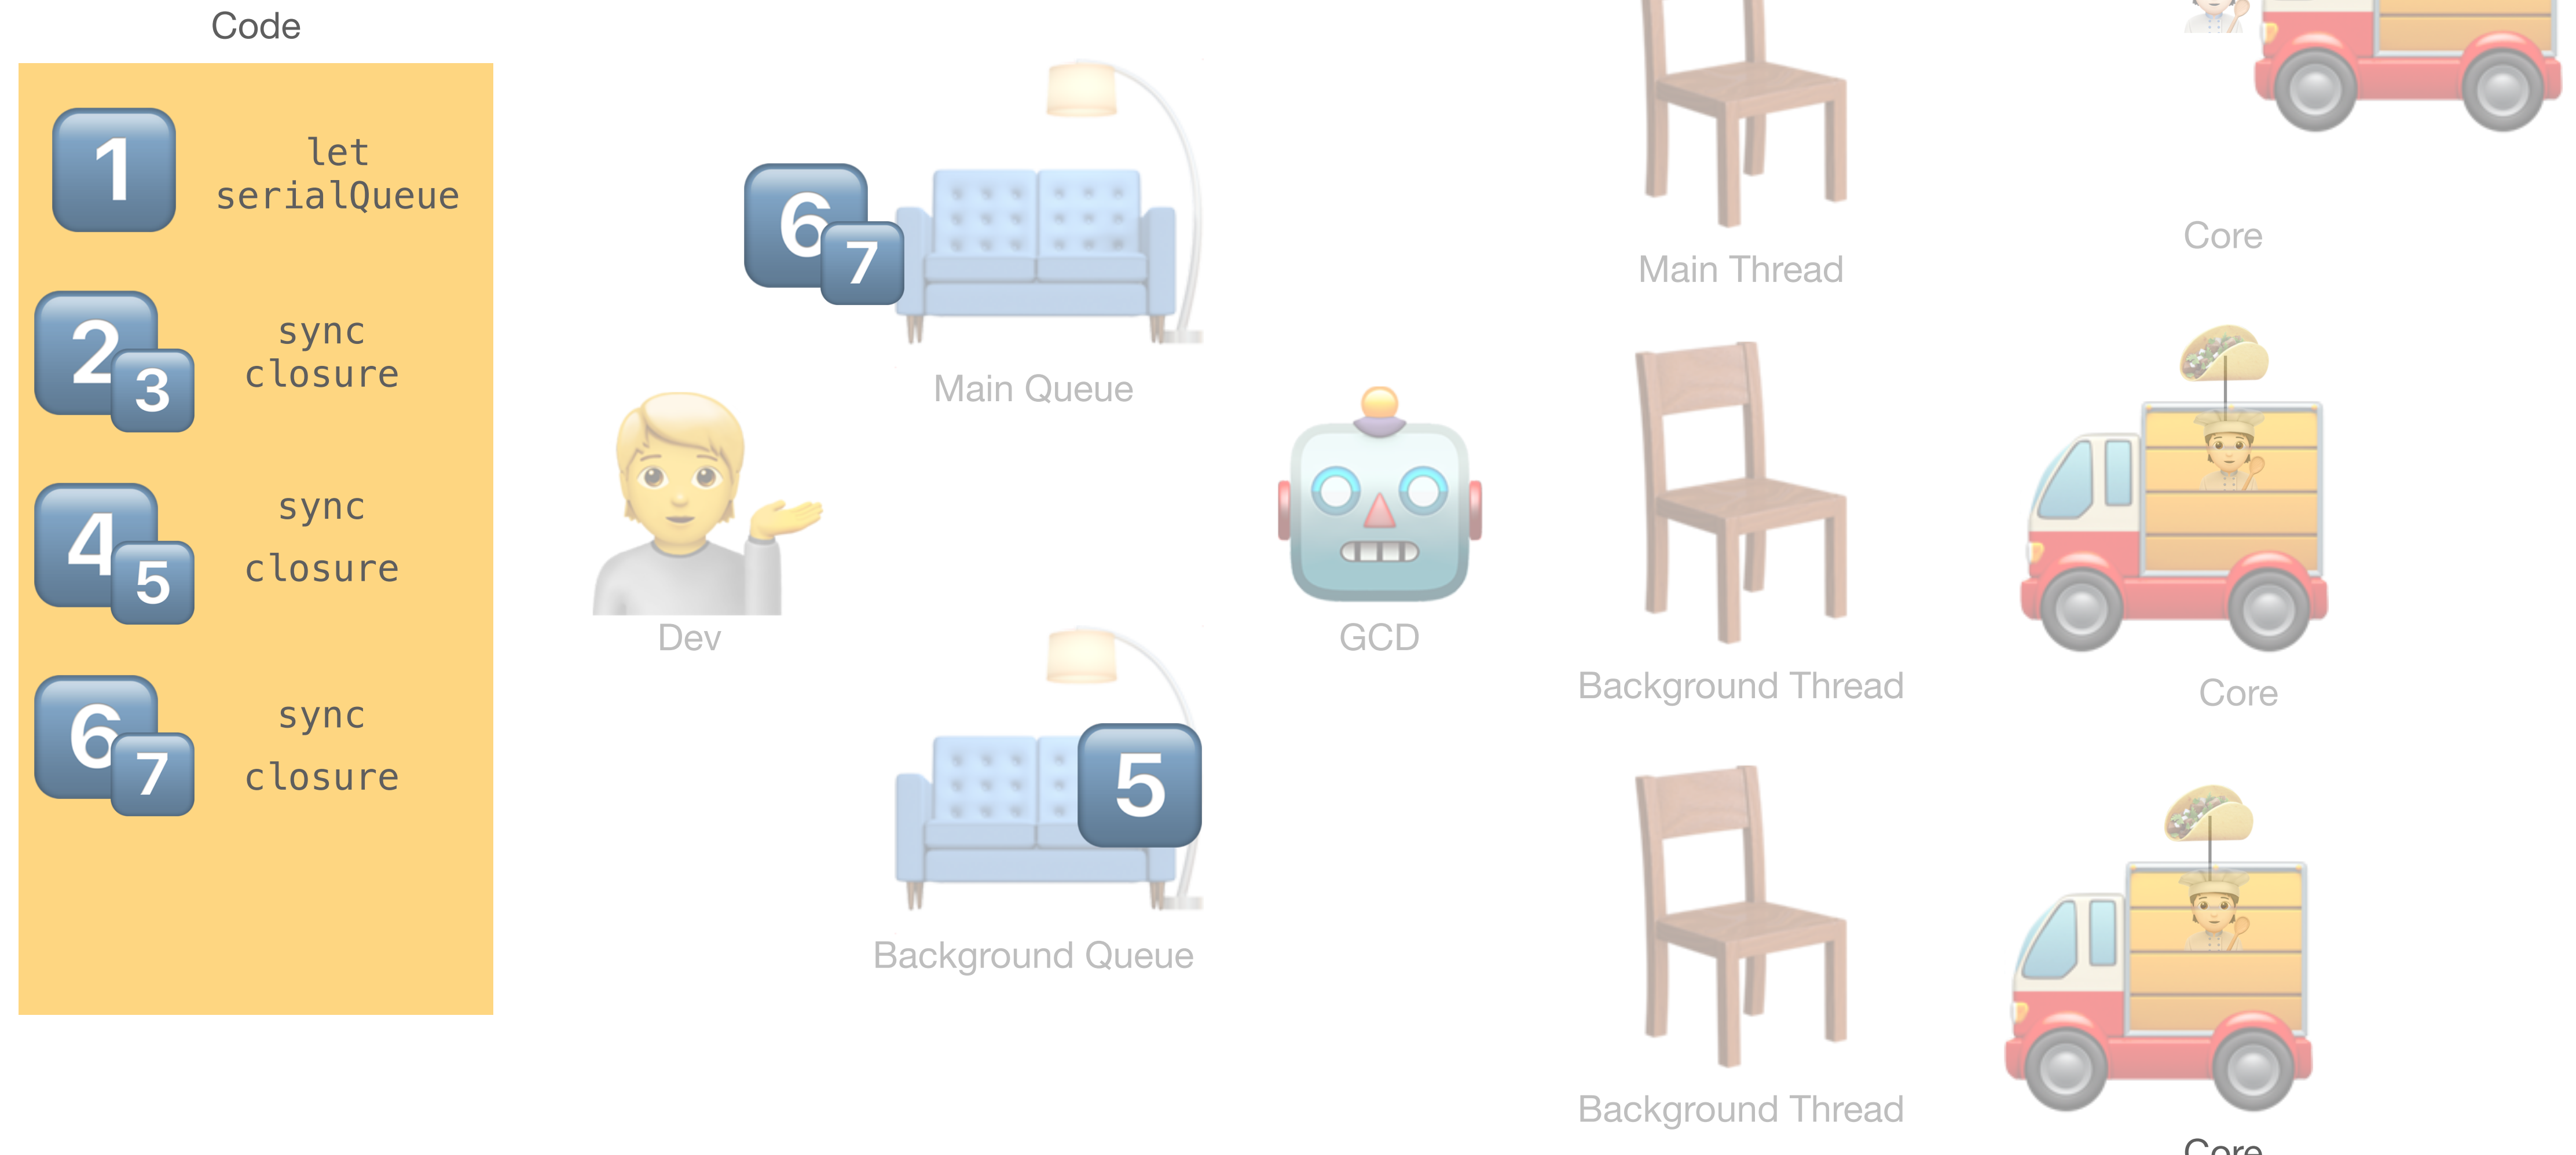 Code
1
let
serialQueue
2
3
sync
closure
4
5
sync
closure
6
7
sync
closure
6
7
Main Queue
Dev
5
Background Queue
GCD
Main Thread
Background Thread
Background Thread
Core
Core
Core